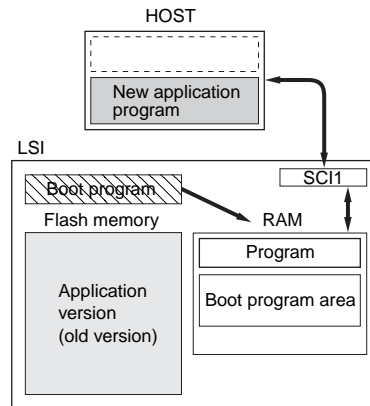 HOST
New application
program
LSI
SCI1
Boot program
Flash memory
RAM
Program
Application
version
(old version)
Boot program area